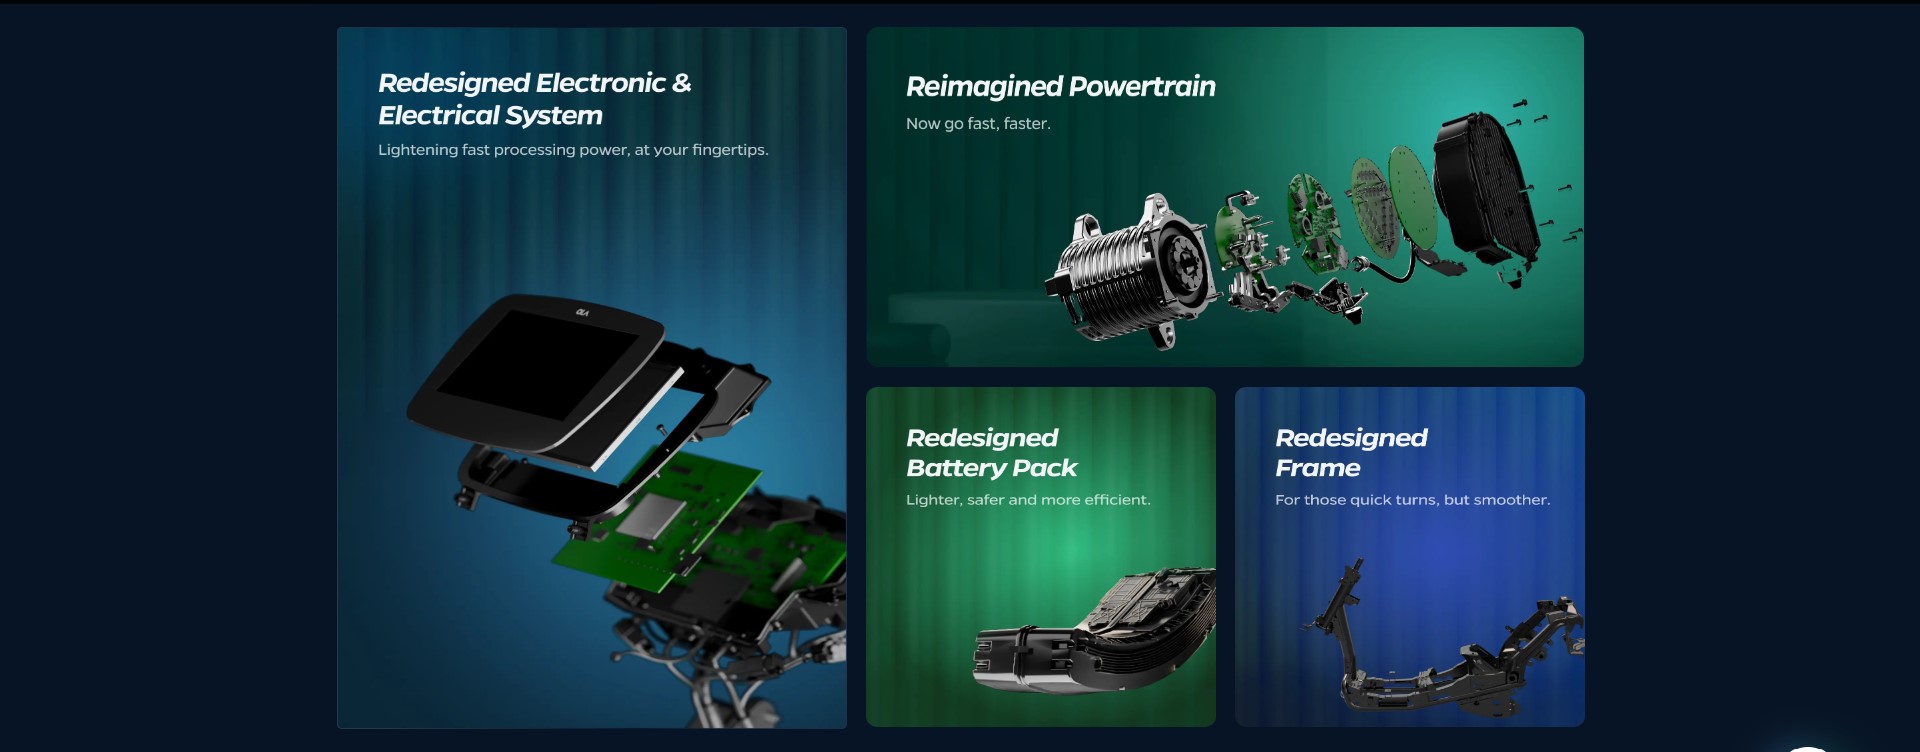 Redesigned Electronic &
Electrical System
Lightening fast processing power, at your fingertips.
OLA
Reimagined Powertrain
Now go fast, faster.
Redesigned
Battery Pack
Lighter, safer and more efficient.
Redesigned
Frame
For those quick turns, but smoother.